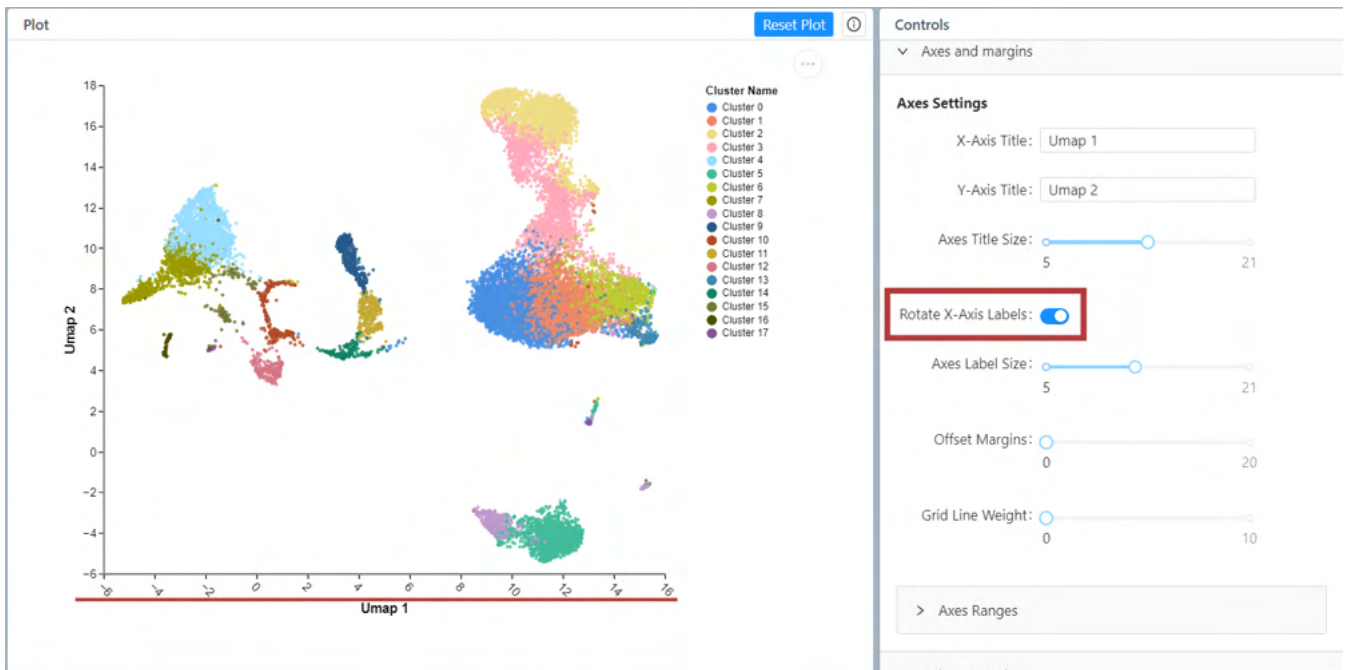 Plot
Reset Plot
Controls
Axes and margins
Axes Settings
X-Axis Title: Umap 1
Y-Axis Title: Umap 2
Axes Title Size:
5 21
Rotate X-Axis Labels:
Axes Label Size:
5 21
Offset Margins:
0 20
Grid Line Weight:
0 10
Axes Ranges
Cluster Name
Cluster 0
Cluster 1
Cluster 2
Cluster 3
Cluster 4
Cluster 5
Cluster 6
Cluster 7
Cluster 8
Cluster 9
Cluster 10
Cluster 11
Cluster 12
Cluster 13
Cluster 14
Cluster 15
Cluster 16
Cluster 17
Umap 2
18
16
14
12
10
8
6
4
2
0
−2
−4
−6
−6 −4 −2 0 2 4 6 8 10 12 14 16
Umap 1